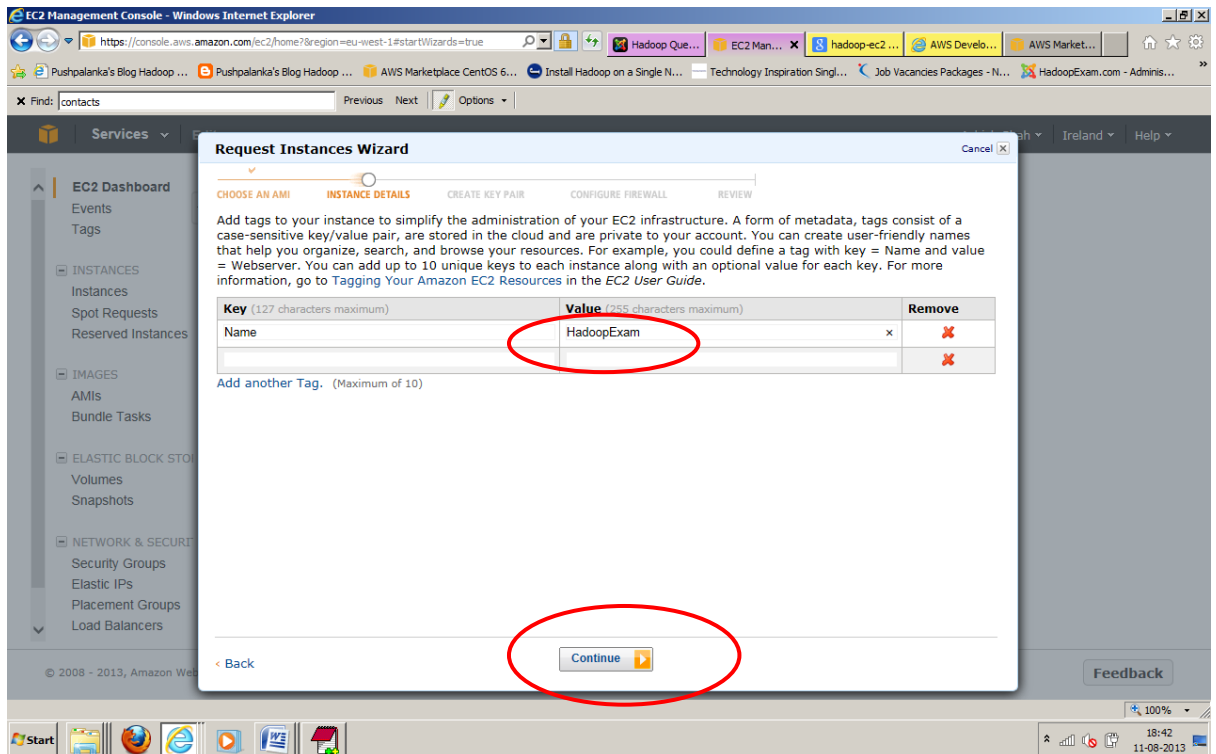 EC2 Management Console - Windows Internet Explorer
https://console.aws.amazon.com/ec2/home?&region=eu-west-1#startWizards=true
Hadoop Que...
EC2 Man...
hadoop-ec2 ...
AWS Develo...
AWS Market...
Pushpalanka's Blog Hadoop ...
Pushpalanka's Blog Hadoop ...
AWS Marketplace CentOS 6...
Install Hadoop on a Single N...
Technology Inspiration Singl...
Job Vacancies Packages - N...
HadoopExam.com - Adminis...
Find: contacts
Previous Next Options
Services
Ireland
Help
EC2 Dashboard
Events
Tags
INSTANCES
Instances
Spot Requests
Reserved Instances
IMAGES
AMIs
Bundle Tasks
ELASTIC BLOCK STO
Volumes
Snapshots
NETWORK & SECURI
Security Groups
Elastic IPs
Placement Groups
Load Balancers
Request Instances Wizard
Cancel
CHOOSE AN AMI
INSTANCE DETAILS
CREATE KEY PAIR
CONFIGURE FIREWALL
REVIEW
Add tags to your instance to simplify the administration of your EC2 infrastructure. A form of metadata, tags consist of a
case-sensitive key/value pair, are stored in the cloud and are private to your account. You can create user-friendly names
that help you organize, search, and browse your resources. For example, you could define a tag with key = Name and value
= Webserver. You can add up to 10 unique keys to each instance along with an optional value for each key. For more
information, go to Tagging Your Amazon EC2 Resources in the EC2 User Guide.
Key (127 characters maximum) Value (255 characters maximum) Remove
Name HadoopExam
Add another Tag. (Maximum of 10)
< Back
Continue
© 2008 - 2013, Amazon Web
Feedback
100%
Start
18:42
11-08-2013